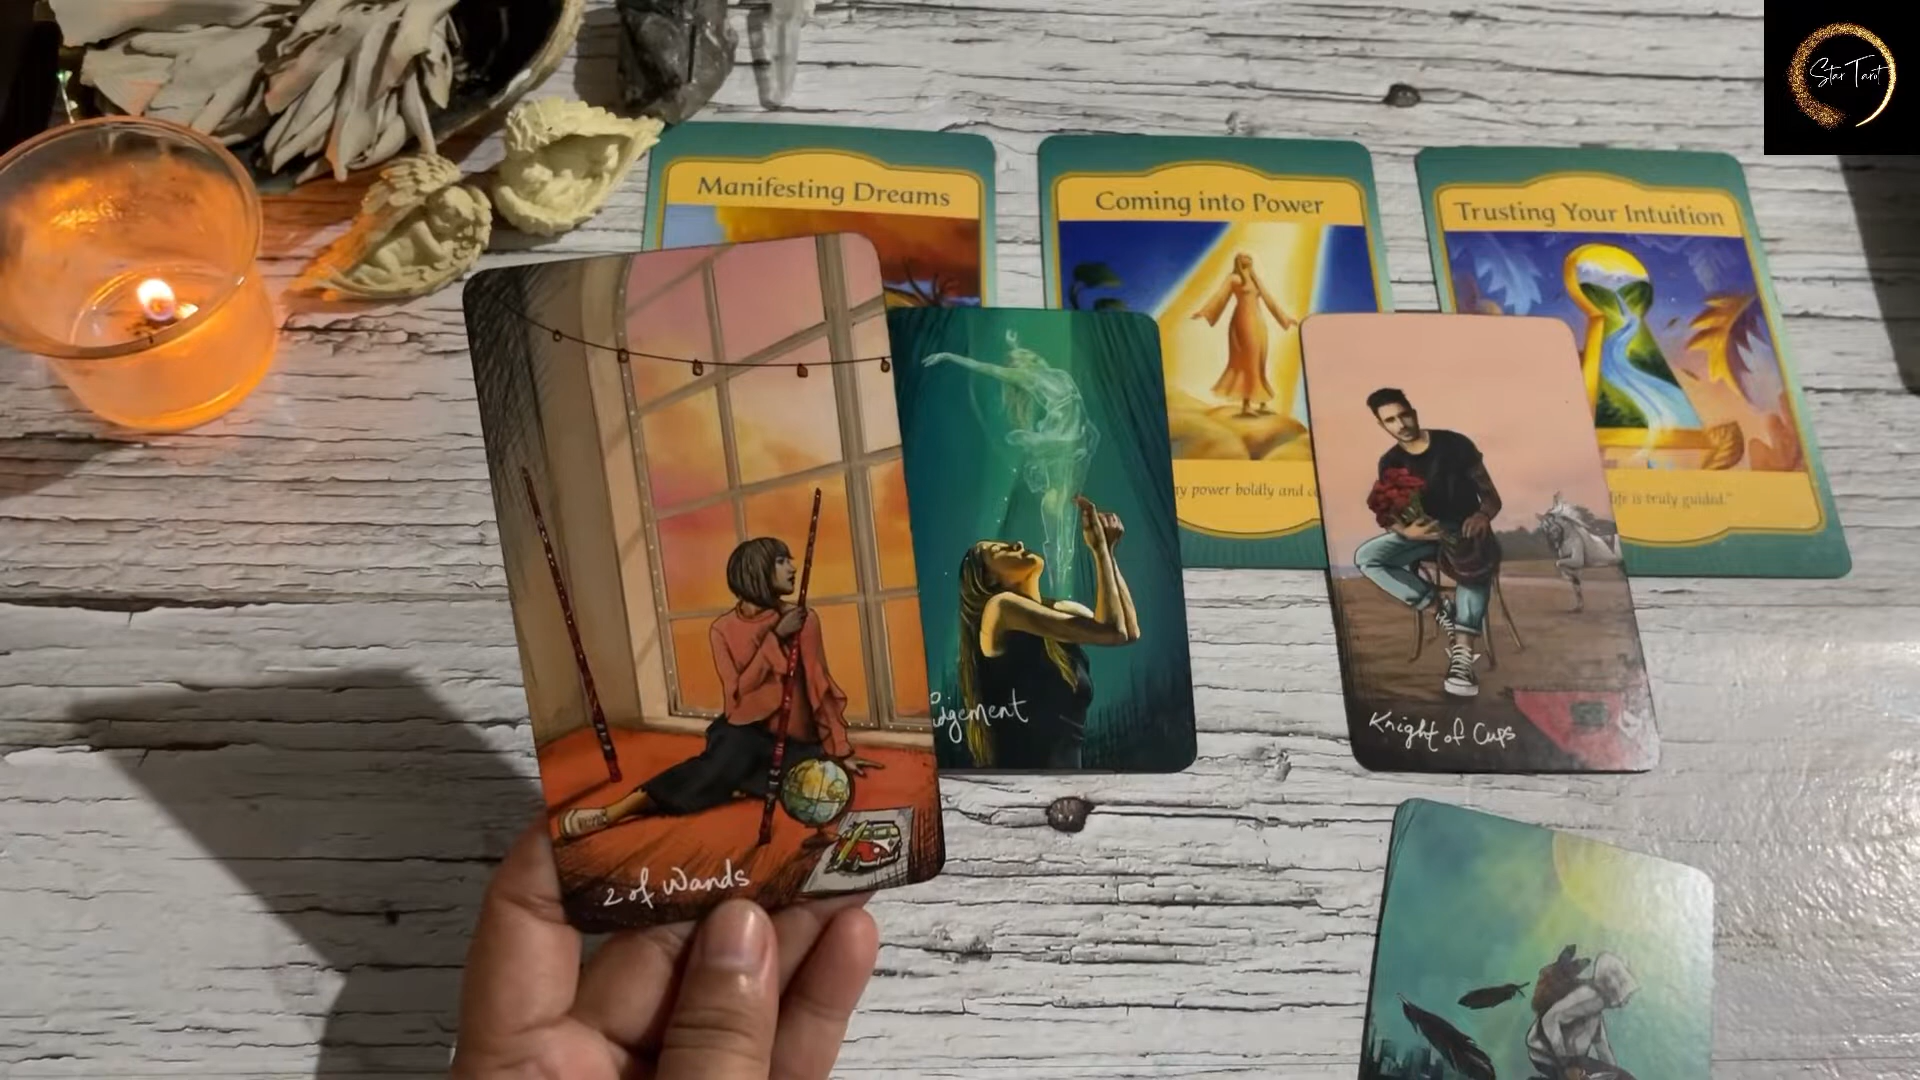 Star Tarot
Manifesting Dreams
Coming into Power
Trusting Your Intuition
my power boldly and
life is truly guided."
Judgement
Knight of Cups
2 of Wands